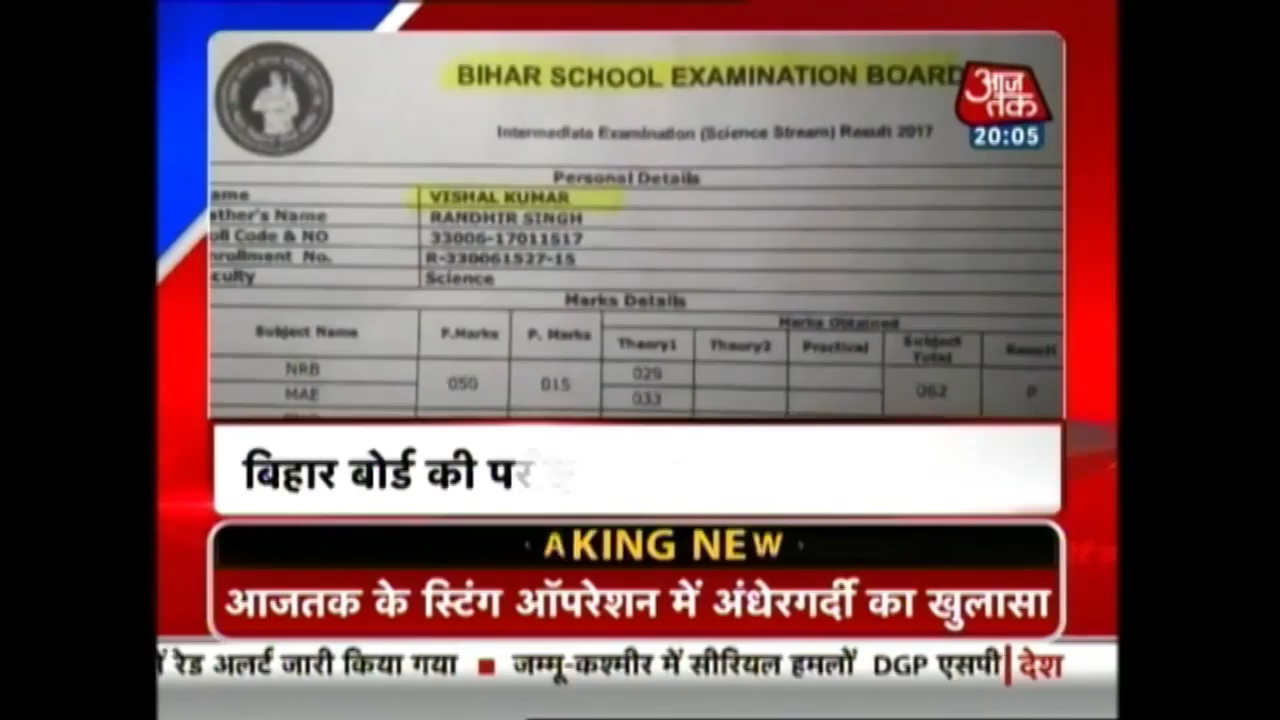 BIHAR SCHOOL EXAMINATION BOARD
आज
तक
20:05
Intermediate Examination (Science Stream) Result 2017
Personal Details
ame VISHAL KUMAR
ather's Name RANDHIR SINGH
oll Code & NO 33006-17011517
nrollment No. R-330061527-15
culty Science
Marks Details
Marks Obtained
Subject Name P.Marks P. Marks Theory1 Theory2 Practical Subject Total Result
NRB 050 015 029 062 P
MAE 033
बिहार बोर्ड की प
AKING NEW
आजतक के स्टिंग ऑपरेशन में अंधेरगर्दी का खुलासा
रेड अलर्ट जारी किया गया ■ जम्मू-कश्मीर में सीरियल हमलों DGP एसपी देश